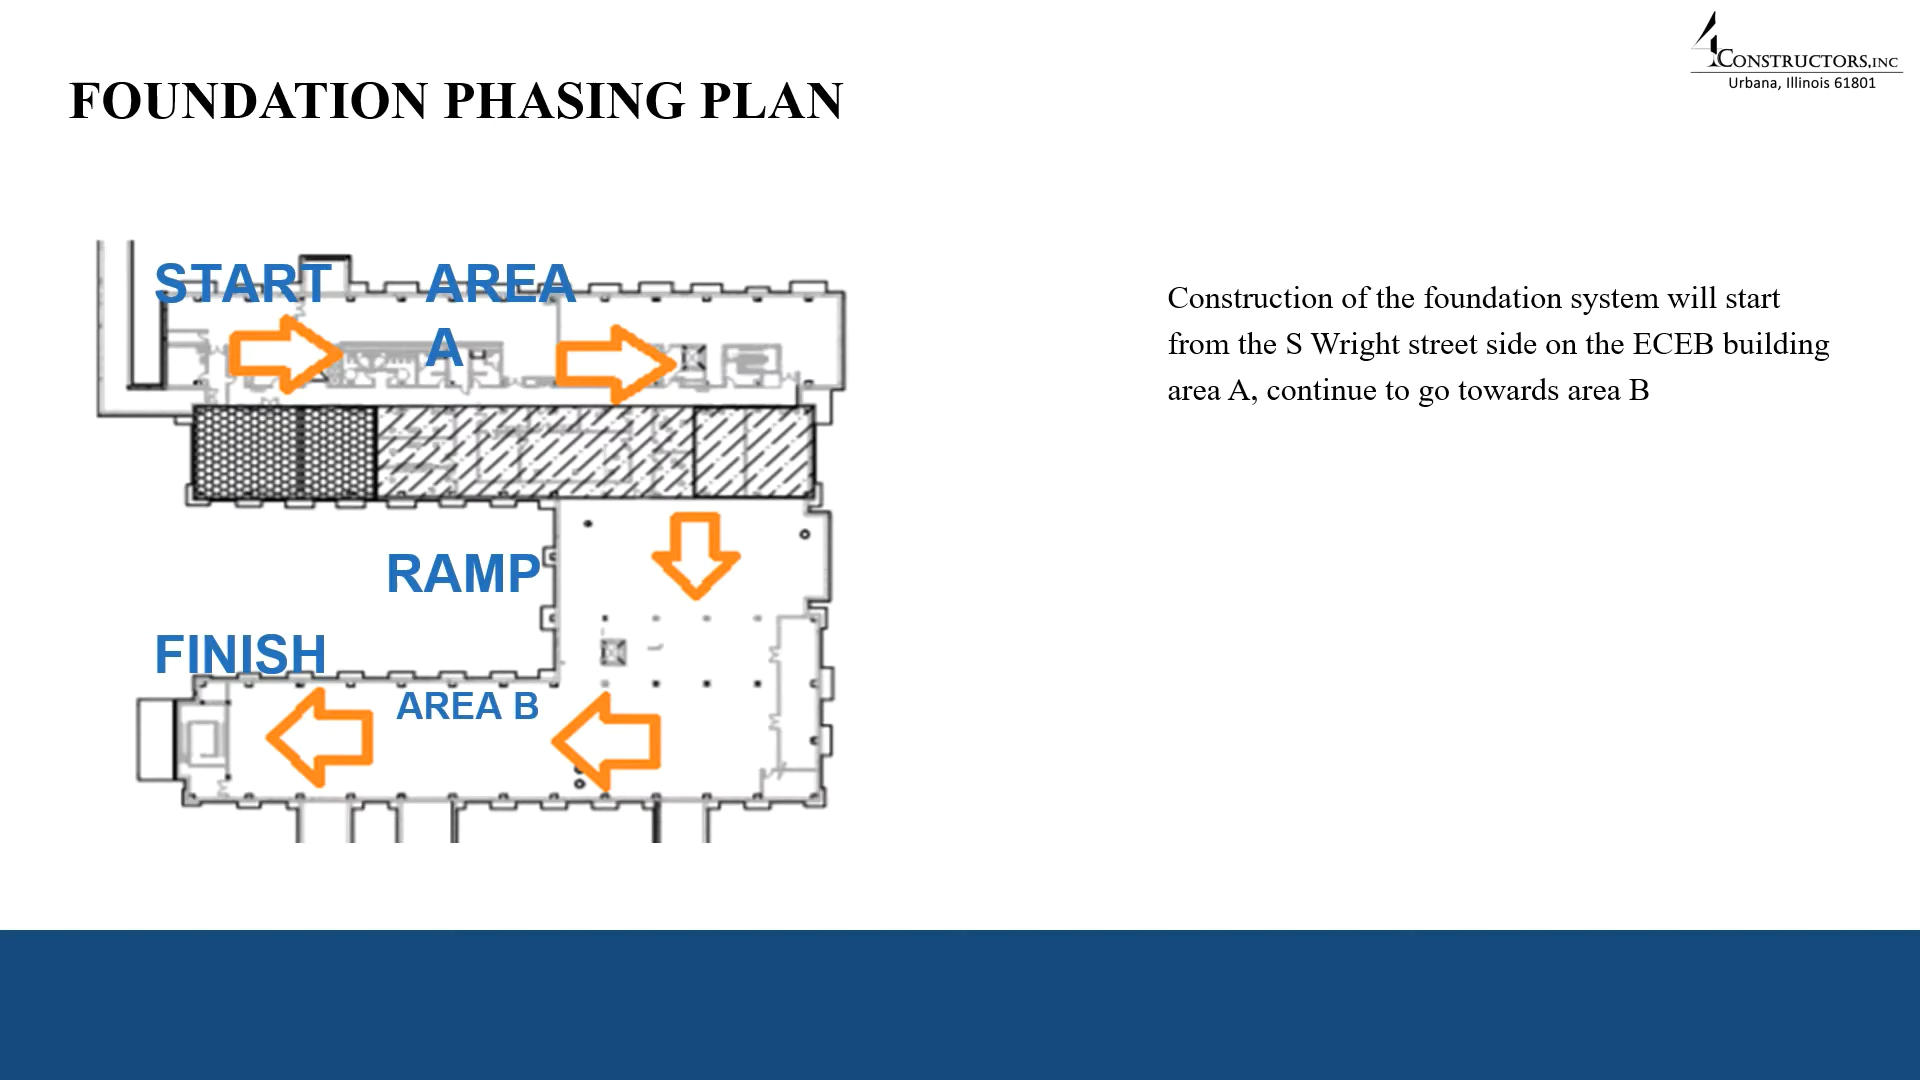 4 CONSTRUCTORS,INC
Urbana, Illinois 61801
FOUNDATION PHASING PLAN
START
AREA
A
RAMP
FINISH
AREA B
Construction of the foundation system will start
from the S Wright street side on the ECEB building
area A, continue to go towards area B